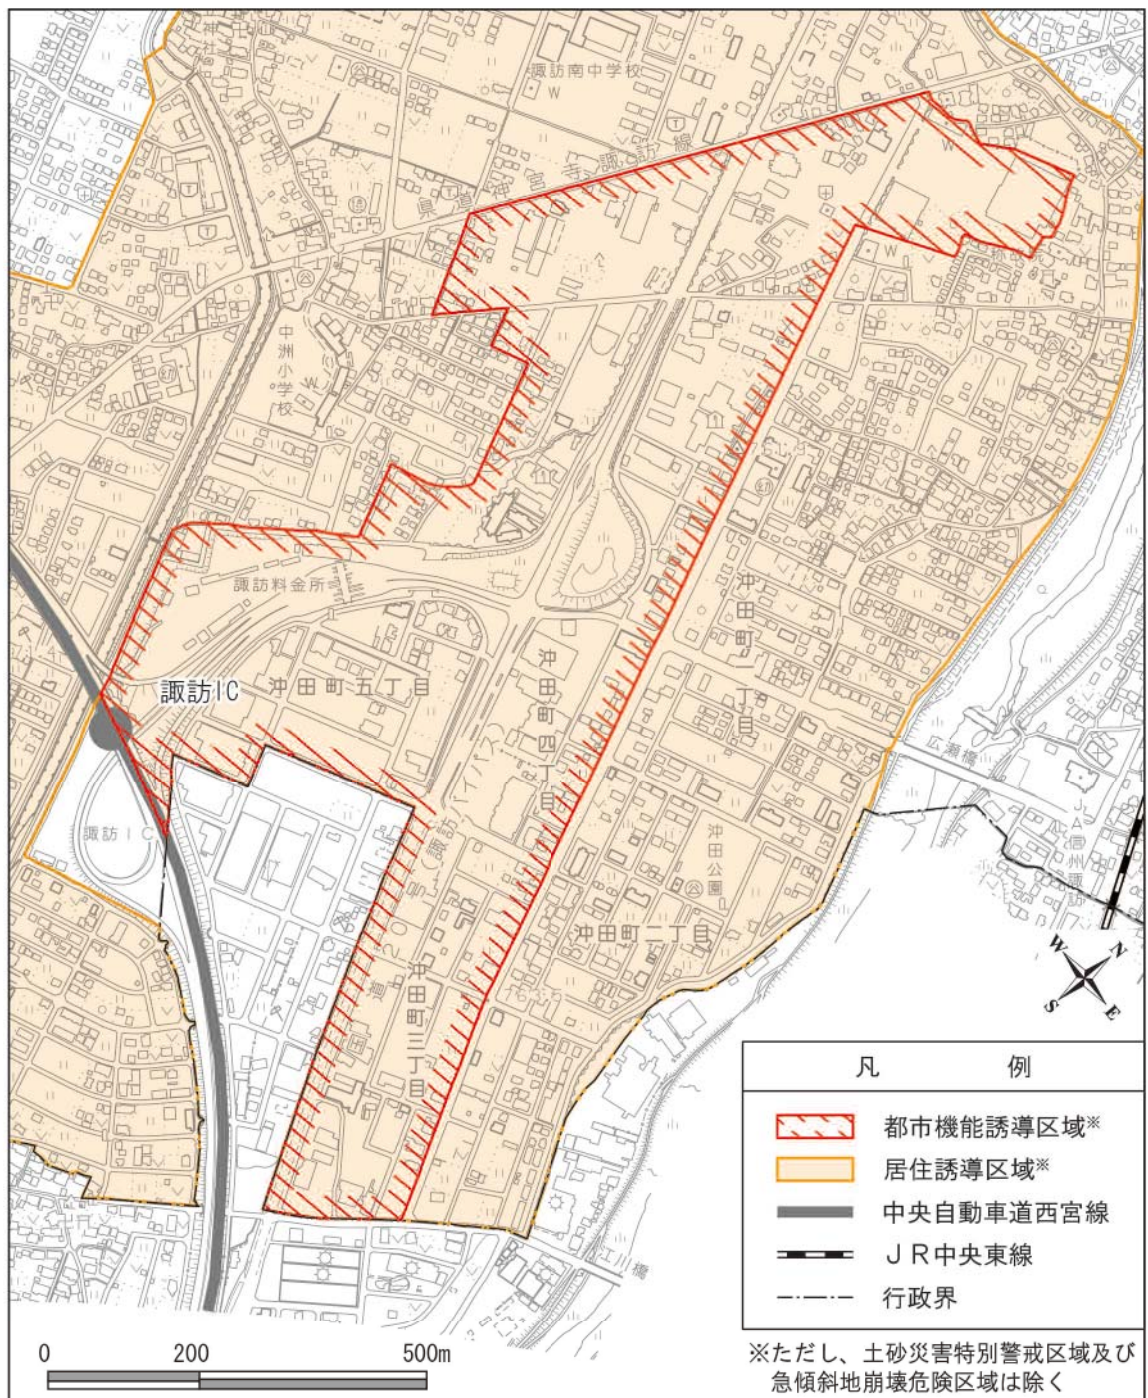 神社
諏訪南中学校
W
県道神宮寺諏訪線
W
W
中洲小学校
W
諏訪料金所
諏訪IC
沖田町五丁目
沖田町四丁目
沖田町一丁目
広瀬橋
JA信州諏訪
諏訪IC
国道20号(諏訪バイパス)
沖田公園
沖田町二丁目
沖田町三丁目
江川橋
W
N
S
E
凡 例
都市機能誘導区域※
居住誘導区域※
中央自動車道西宮線
JR中央東線
行政界
※ただし、土砂災害特別警戒区域及び
急傾斜地崩壊危険区域は除く
0 200 500m